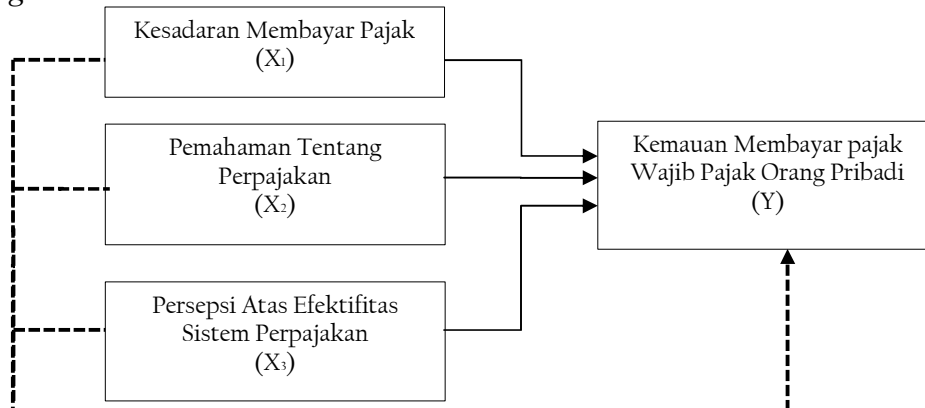 Kesadaran Membayar Pajak
(X₁)
Pemahaman Tentang
Perpajakan
(X₂)
Persepsi Atas Efektifitas
Sistem Perpajakan
(X₃)
Kemauan Membayar pajak
Wajib Pajak Orang Pribadi
(Y)